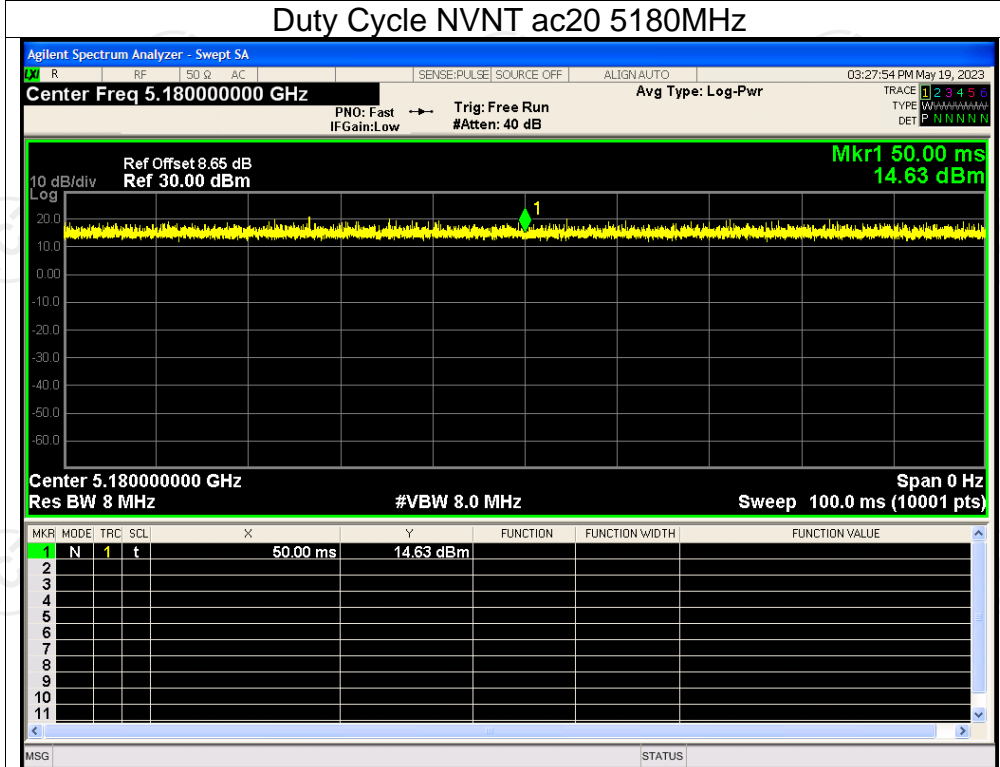 Duty Cycle NVNT ac20 5180MHz
Agilent Spectrum Analyzer - Swept SA
LXI R RF 50 Ω AC SENSE:PULSE SOURCE OFF ALIGN AUTO 03:27:54 PM May 19, 2023
Center Freq 5.180000000 GHz Avg Type: Log-Pwr TRACE 1 2 3 4 5 6
PNO: Fast Trig: Free Run TYPE WWWWWW
IFGain:Low #Atten: 40 dB DET P N N N N N
Mkr1 50.00 ms
14.63 dBm
Ref Offset 8.65 dB
10 dB/div Ref 30.00 dBm
Log
1
20.0
10.0
0.00
-10.0
-20.0
-30.0
-40.0
-50.0
-60.0
Center 5.180000000 GHz Span 0 Hz
Res BW 8 MHz #VBW 8.0 MHz Sweep 100.0 ms (10001 pts)
MKR MODE TRC SCL X Y FUNCTION FUNCTION WIDTH FUNCTION VALUE
1 N 1 t 50.00 ms 14.63 dBm
2
3
4
5
6
7
8
9
10
11
MSG STATUS